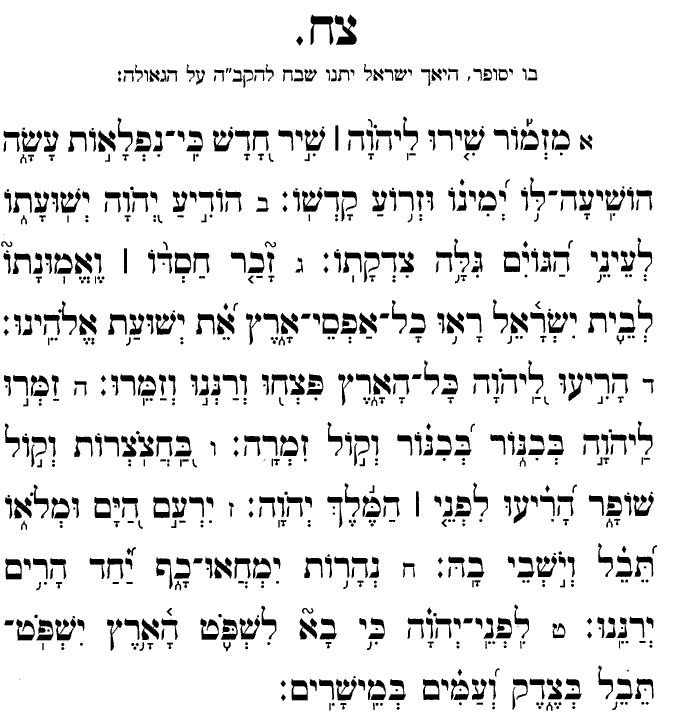 צח.
בו יסופר, היאך ישראל יתנו שבח להקב"ה על הגאולה:
א מִזְמ֡וֹר שִׁ֤ירוּ לַֽיהֹוָ֨ה | שִׁ֣יר חָ֭דָשׁ כִּֽי־נִפְלָא֣וֹת עָשָׂ֑ה
הוֹשִֽׁיעָה־לּ֥וֹ יְ֝מִינ֗וֹ וּזְר֥וֹעַ קָדְשֽׁוֹ: ב הוֹדִ֣יעַ יְ֭הֹוָה יְשֽׁוּעָת֑וֹ
לְעֵינֵ֥י הַ֝גּוֹיִ֗ם גִּלָּ֥ה צִדְקָתֽוֹ: ג זָ֘כַ֤ר חַסְדּ֨וֹ | וֶֽאֱמֽוּנָתוֹ֮
לְבֵ֪ית יִשְׂרָ֫אֵ֥ל רָא֥וּ כָל־אַפְסֵי־אָ֑רֶץ אֵ֝֗ת יְשׁוּעַ֥ת אֱלֹהֵֽינוּ:
ד הָרִ֣יעוּ לַֽ֭יהֹוָה כָּל־הָאָ֑רֶץ פִּצְח֖וּ וְרַנְּנ֣וּ וְזַמֵּֽרוּ: ה זַמְּר֣וּ
לַֽיהֹוָ֣ה בְּכִנּ֑וֹר בְּ֝כִנּ֗וֹר וְק֣וֹל זִמְרָֽה: ו בַּ֭חֲצֹ֣צְרוֹת וְק֣וֹל
שׁוֹפָ֑ר הָ֝רִ֗יעוּ לִפְנֵ֤י | הַמֶּ֬לֶךְ יְהֹוָֽה: ז יִרְעַ֣ם הַ֭יָּם וּמְלֹא֑וֹ
תֵּ֝בֵ֗ל וְיֹ֣שְׁבֵי בָֽהּ: ח נְהָר֥וֹת יִמְחֲאוּ־כָ֑ף יַ֝֗חַד הָרִ֥ים
יְרַנֵּֽנוּ: ט לִֽפְנֵי־יְהֹוָ֗ה כִּ֥י בָא֮ לִשְׁפֹּ֪ט הָ֫אָ֥רֶץ יִשְׁפֹּֽט־
תֵּבֵ֥ל בְּצֶ֑דֶק וְ֝עַמִּ֗ים בְּמֵֽישָׁרִֽים: